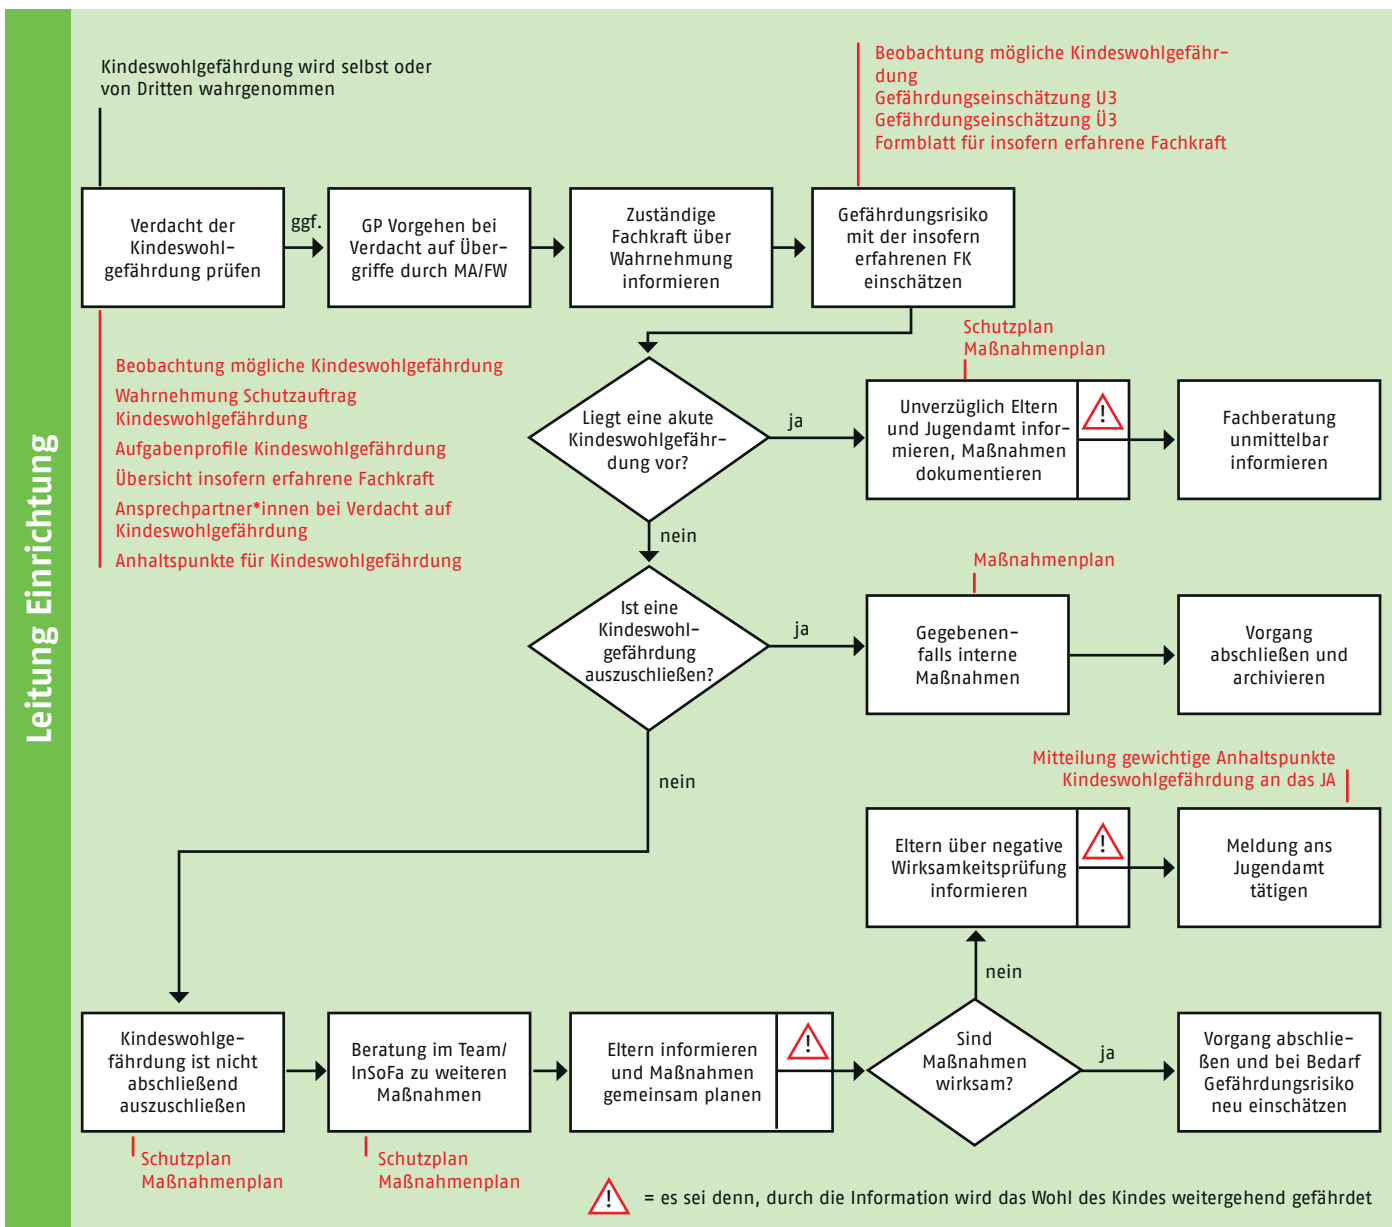 Leitung Einrichtung
Kindeswohlgefährdung wird selbst oder
von Dritten wahrgenommen
Beobachtung mögliche Kindeswohlgefähr-
dung
Gefährdungseinschätzung U3
Gefährdungseinschätzung Ü3
Formblatt für insofern erfahrene Fachkraft
Verdacht der
Kindeswohl-
gefährdung prüfen
ggf.
GP Vorgehen bei
Verdacht auf Über-
griffe durch MA/FW
Zuständige
Fachkraft über
Wahrnehmung
informieren
Gefährdungsrisiko
mit der insofern
erfahrenen FK
einschätzen
Beobachtung mögliche Kindeswohlgefährdung
Wahrnehmung Schutzauftrag
Kindeswohlgefährdung
Aufgabenprofile Kindeswohlgefährdung
Übersicht insofern erfahrene Fachkraft
Ansprechpartner*innen bei Verdacht auf
Kindeswohlgefährdung
Anhaltspunkte für Kindeswohlgefährdung
Liegt eine akute
Kindeswohlgefähr-
dung vor?
ja
Schutzplan
Maßnahmenplan
Unverzüglich Eltern
und Jugendamt infor-
mieren, Maßnahmen
dokumentieren
!
Fachberatung
unmittelbar
informieren
nein
Ist eine
Kindeswohl-
gefährdung
auszuschließen?
ja
Maßnahmenplan
Gegebenen-
falls interne
Maßnahmen
Vorgang
abschließen und
archivieren
nein
Mitteilung gewichtige Anhaltspunkte
Kindeswohlgefährdung an das JA
Eltern über negative
Wirksamkeitsprüfung
informieren
!
Meldung ans
Jugendamt
tätigen
nein
Kindeswohlge-
fährdung ist nicht
abschließend
auszuschließen
Schutzplan
Maßnahmenplan
Beratung im Team/
InSoFa zu weiteren
Maßnahmen
Schutzplan
Maßnahmenplan
Eltern informieren
und Maßnahmen
gemeinsam planen
!
Sind
Maßnahmen
wirksam?
ja
Vorgang abschlie-
ßen und bei Bedarf
Gefährdungsrisiko
neu einschätzen
! = es sei denn, durch die Information wird das Wohl des Kindes weitergehend gefährdet